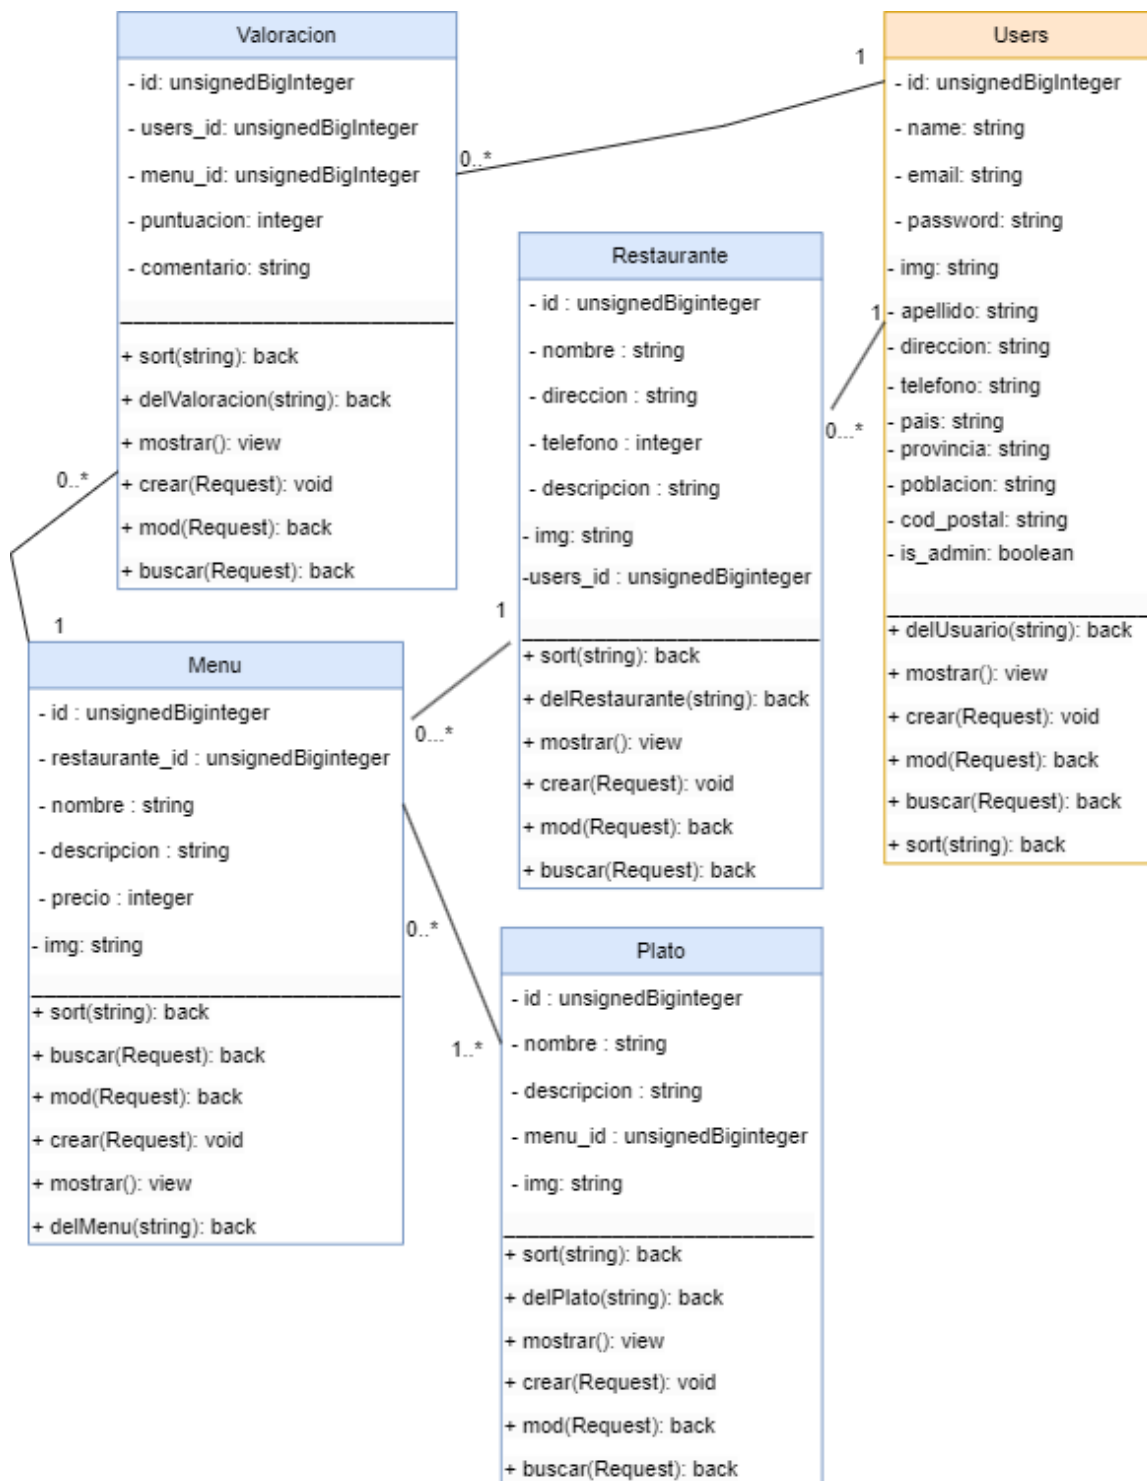 Valoracion
- id: unsignedBigInteger
- users_id: unsignedBigInteger
- menu_id: unsignedBigInteger
- puntuacion: integer
- comentario: string
+ sort(string): back
+ delValoracion(string): back
+ mostrar(): view
+ crear(Request): void
+ mod(Request): back
+ buscar(Request): back
0..*
1
0..*
1
Users
- id: unsignedBigInteger
- name: string
- email: string
- password: string
- img: string
- apellido: string
- direccion: string
- telefono: string
- pais: string
- provincia: string
- poblacion: string
- cod_postal: string
- is_admin: boolean
+ delUsuario(string): back
+ mostrar(): view
+ crear(Request): void
+ mod(Request): back
+ buscar(Request): back
+ sort(string): back
1
0...*
Restaurante
- id : unsignedBiginteger
- nombre : string
- direccion : string
- telefono : integer
- descripcion : string
- img: string
-users_id : unsignedBiginteger
+ sort(string): back
+ delRestaurante(string): back
+ mostrar(): view
+ crear(Request): void
+ mod(Request): back
+ buscar(Request): back
1
0...*
Menu
- id : unsignedBiginteger
- restaurante_id : unsignedBiginteger
- nombre : string
- descripcion : string
- precio : integer
- img: string
+ sort(string): back
+ buscar(Request): back
+ mod(Request): back
+ crear(Request): void
+ mostrar(): view
+ delMenu(string): back
0..*
1..*
Plato
- id : unsignedBiginteger
- nombre : string
- descripcion : string
- menu_id : unsignedBiginteger
- img: string
+ sort(string): back
+ delPlato(string): back
+ mostrar(): view
+ crear(Request): void
+ mod(Request): back
+ buscar(Request): back